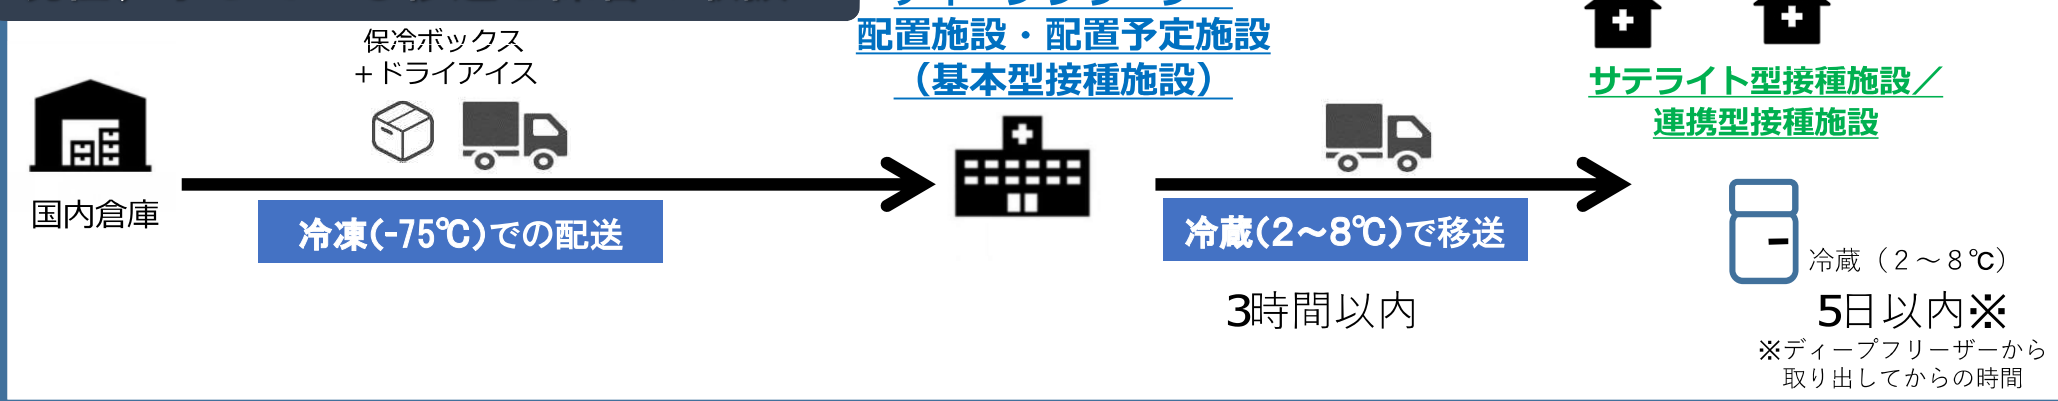 保冷ボックス
+ドライアイス
配置施設・配置予定施設
（基本型接種施設）
サテライト型接種施設／
連携型接種施設
国内倉庫
冷凍(-75℃)での配送
冷蔵(2～8℃)で移送
3時間以内
冷蔵（２～８℃）
5日以内※
※ディープフリーザーから
取り出してからの時間